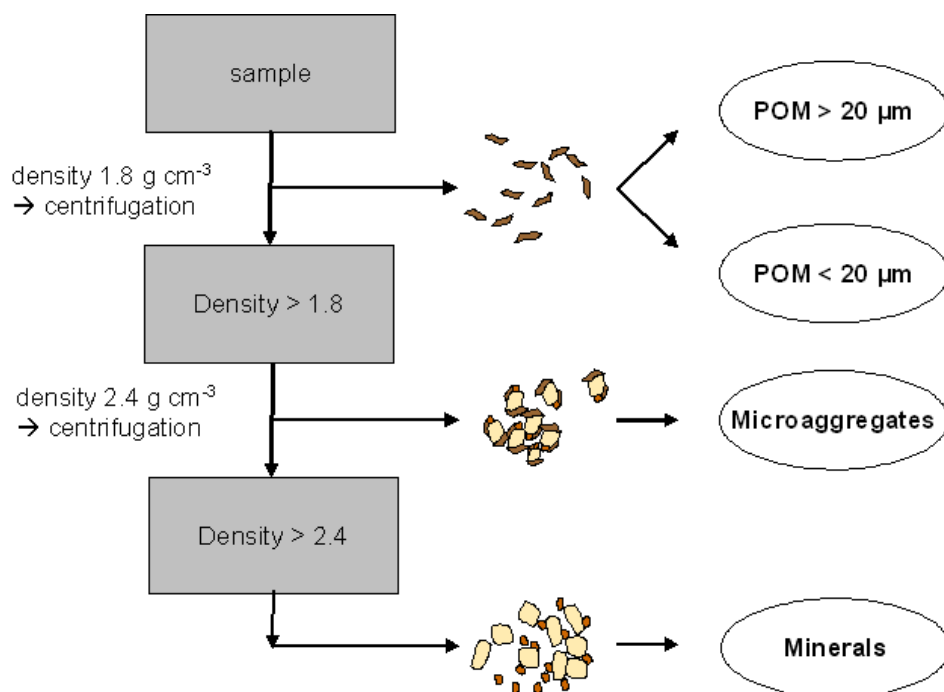 sample
POM > 20 µm
density 1.8 g cm-3
→ centrifugation
POM < 20 µm
Density > 1.8
density 2.4 g cm-3
→ centrifugation
Microaggregates
Density > 2.4
Minerals